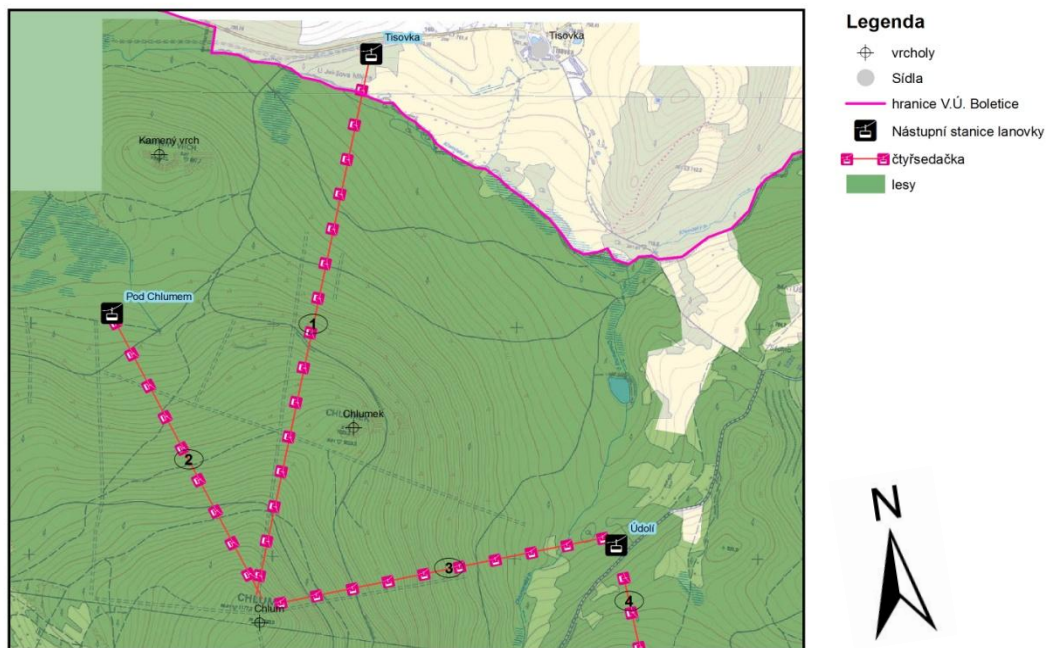 Tisovka
Tisovka
Kamený vrch
Pod Chlumem
1
Chlumek
2
Údolí
3
CHLUM
Chlum
4
Legenda
vrcholy
Sídla
hranice V.Ú. Boletice
Nástupní stanice lanovky
čtyřsedačka
lesy
N